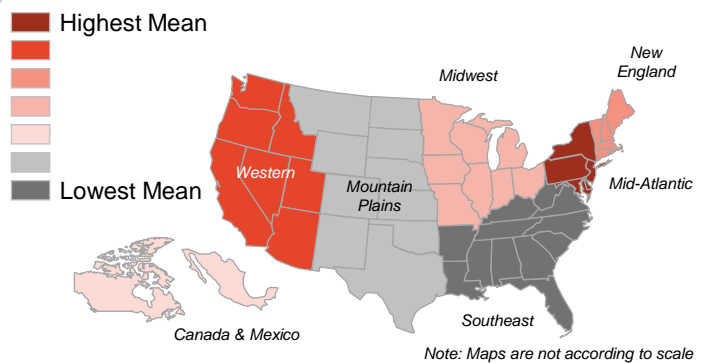 Highest Mean
New
England
Midwest
Western
Mountain
Plains
Lowest Mean
Mid-Atlantic
Southeast
Canada & Mexico
Note: Maps are not according to scale